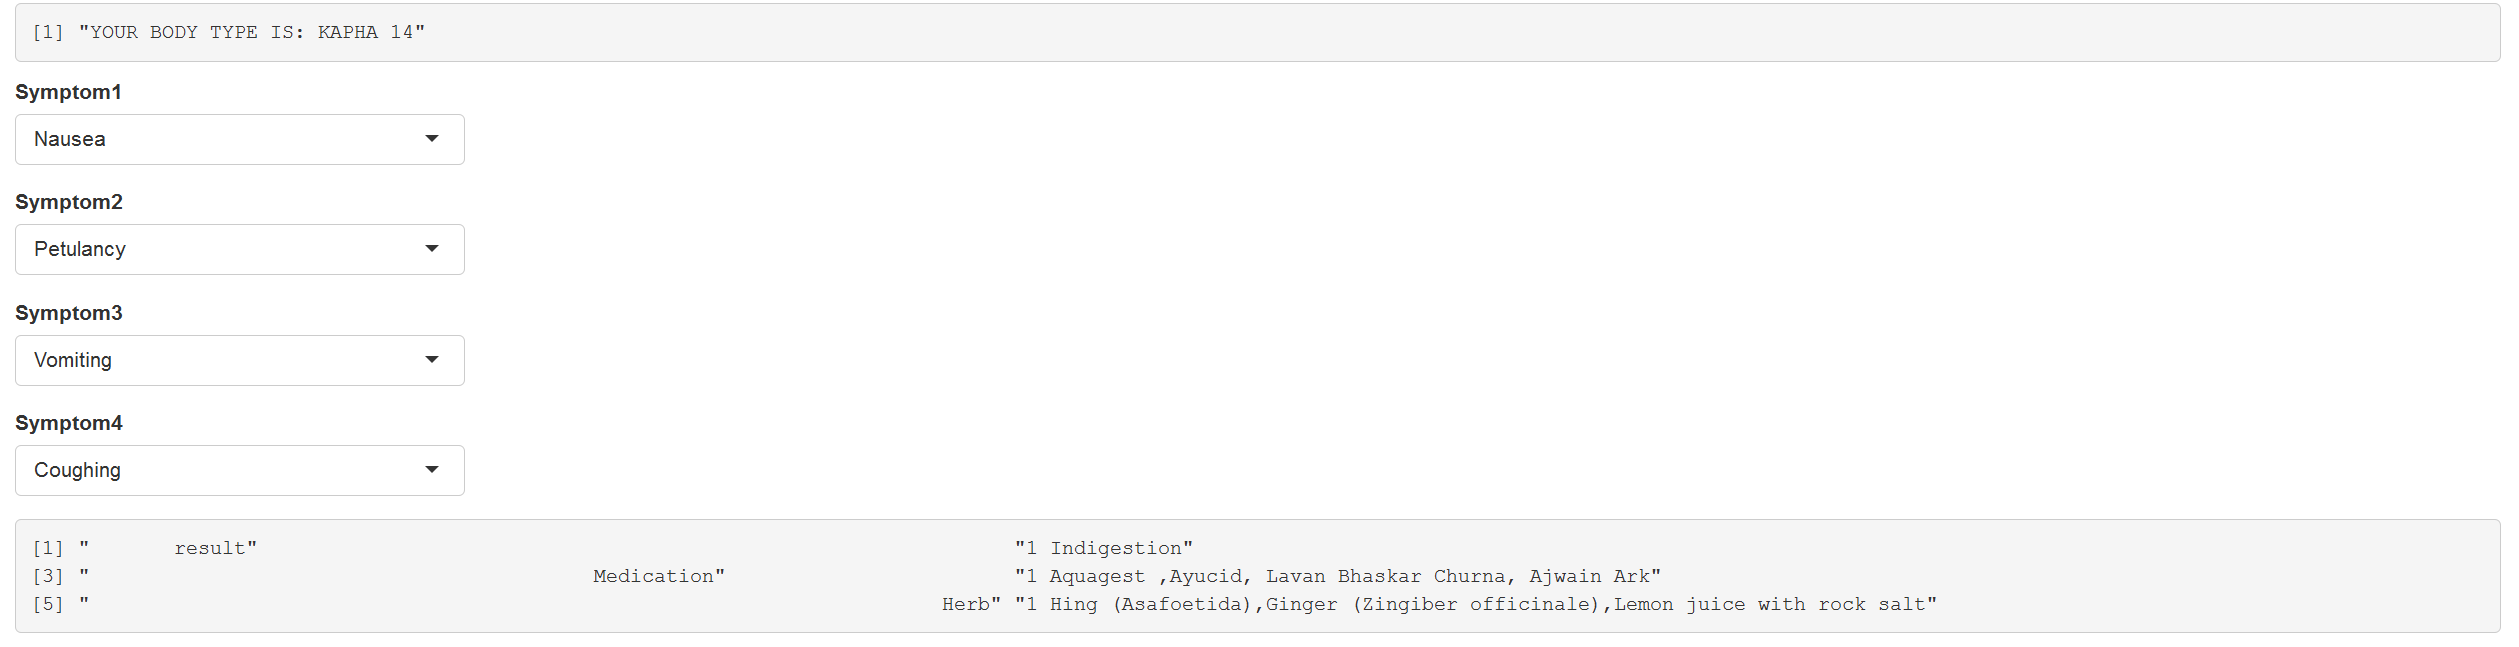 [1] "YOUR BODY TYPE IS: KAPHA 14"
Symptom1
Nausea
Symptom2
Petulancy
Symptom3
Vomiting
Symptom4
Coughing
[1] "       result"                                                                "1 Indigestion"
[3] "                                          Medication"                        "1 Aquagest ,Ayucid, Lavan Bhaskar Churna, Ajwain Ark"
[5] "                                                                       Herb" "1 Hing (Asafoetida),Ginger (Zingiber officinale),Lemon juice with rock salt"